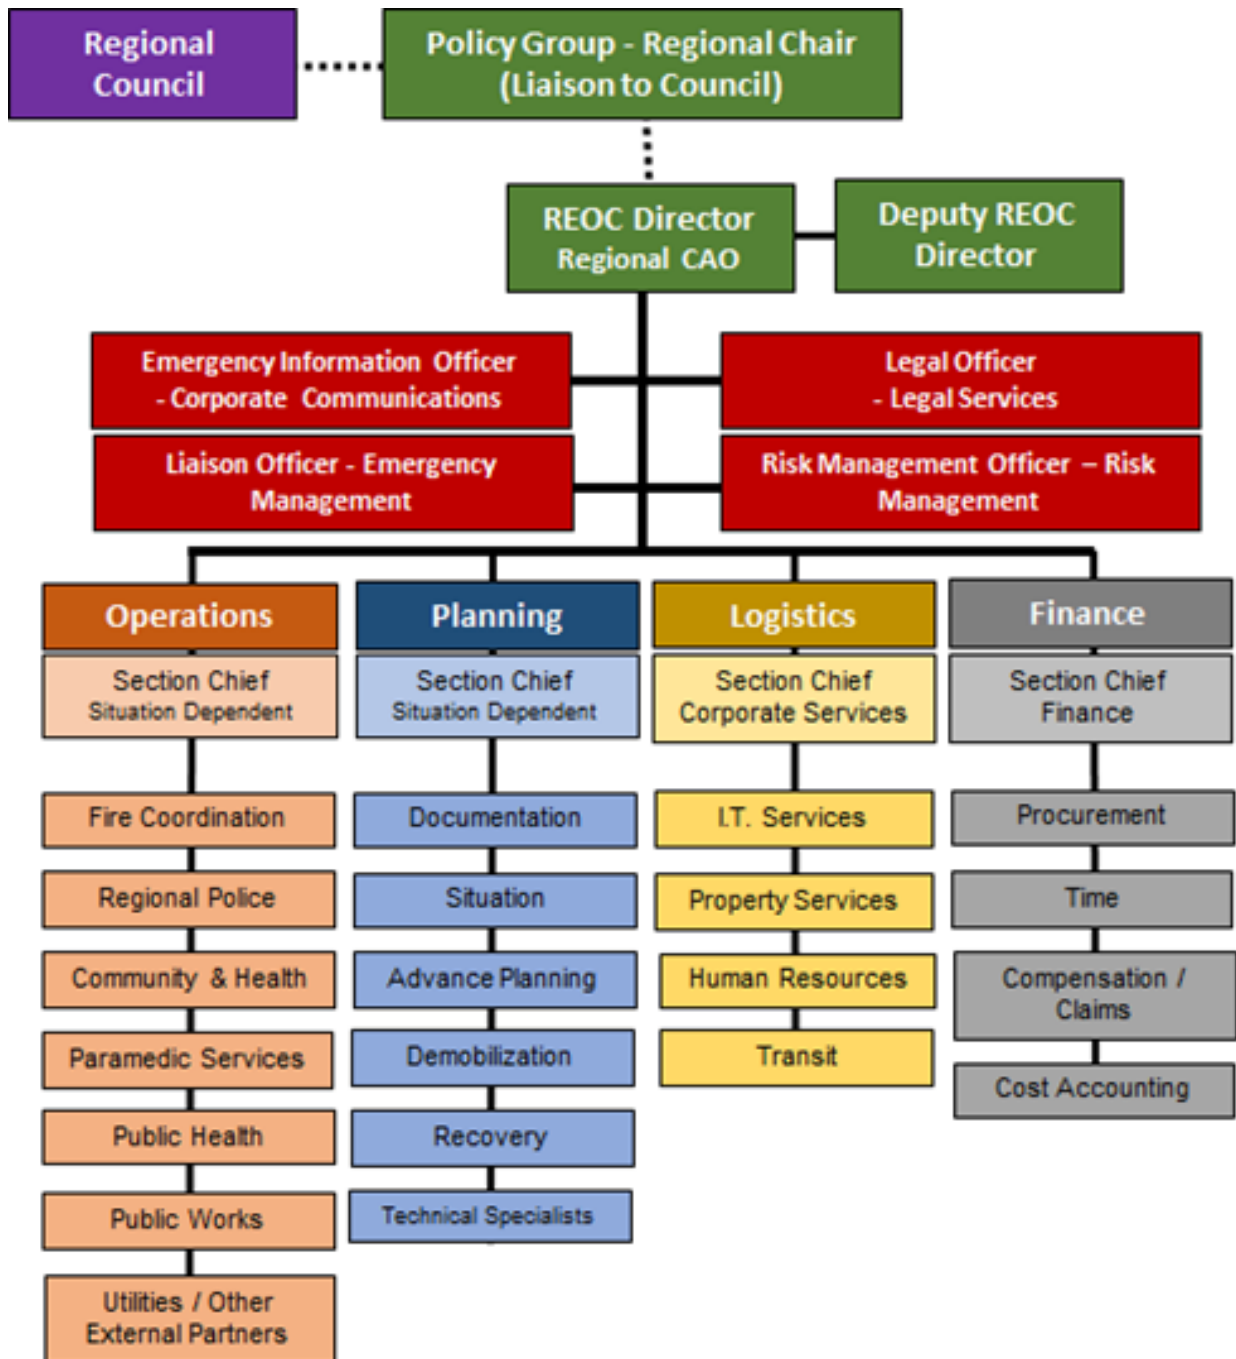 Regional
Council
Policy Group - Regional Chair
(Liaison to Council)
REOC Director
Regional CAO
Deputy REOC
Director
Emergency Information Officer
- Corporate Communications
Legal Officer
- Legal Services
Liaison Officer - Emergency
Management
Risk Management Officer – Risk
Management
Operations
Section Chief
Situation Dependent
Fire Coordination
Regional Police
Community & Health
Paramedic Services
Public Health
Public Works
Utilities / Other
External Partners
Planning
Section Chief
Situation Dependent
Documentation
Situation
Advance Planning
Demobilization
Recovery
Technical Specialists
Logistics
Section Chief
Corporate Services
I.T. Services
Property Services
Human Resources
Transit
Finance
Section Chief
Finance
Procurement
Time
Compensation /
Claims
Cost Accounting